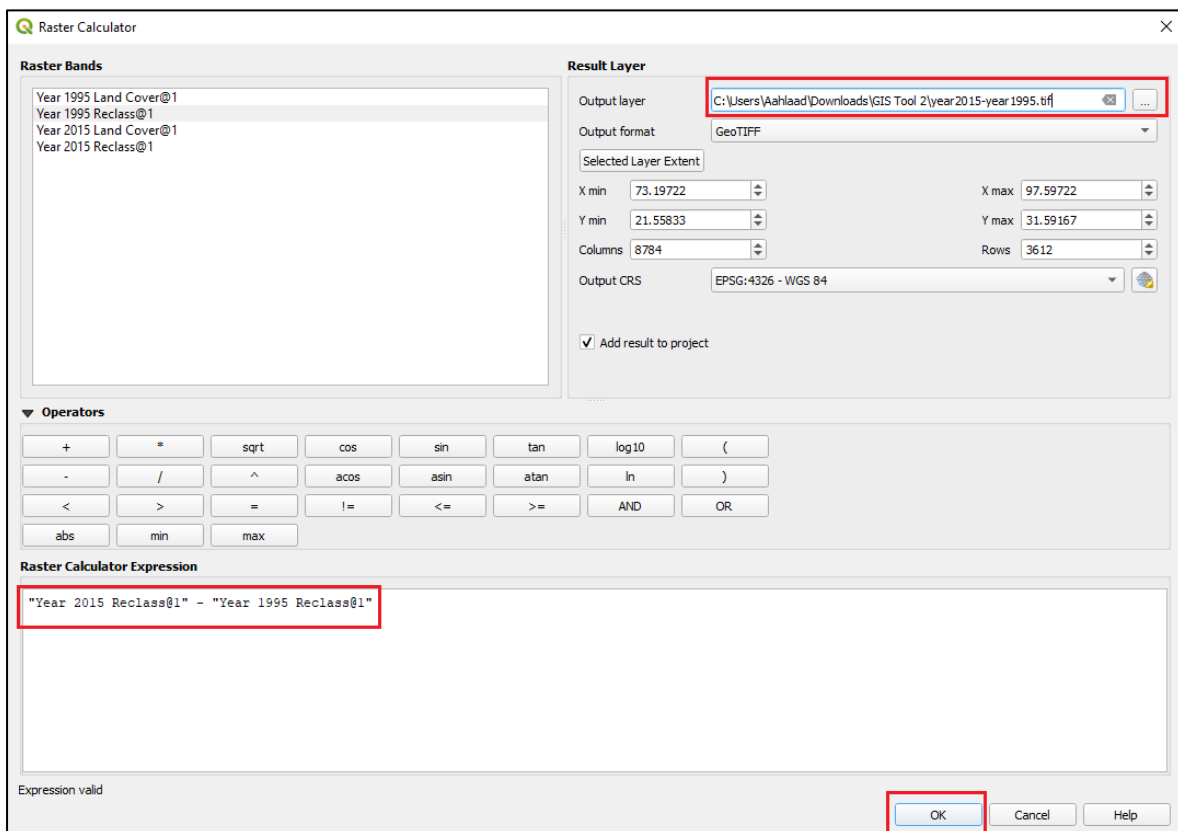 Raster Calculator
Raster Bands
Year 1995 Land Cover@1
Year 1995 Reclass@1
Year 2015 Land Cover@1
Year 2015 Reclass@1
Result Layer
Output layer C:\Users\Aahlaad\Downloads\GIS Tool 2\year2015-year1995.tif ...
Output format GeoTIFF
Selected Layer Extent
X min 73.19722 X max 97.59722
Y min 21.55833 Y max 31.59167
Columns 8784 Rows 3612
Output CRS EPSG:4326 - WGS 84
Add result to project
Operators
+ * sqrt cos sin tan log10 (
- / ^ acos asin atan ln )
< > = != <= >= AND OR
abs min max
Raster Calculator Expression
"Year 2015 Reclass@1" - "Year 1995 Reclass@1"
Expression valid
OK Cancel Help